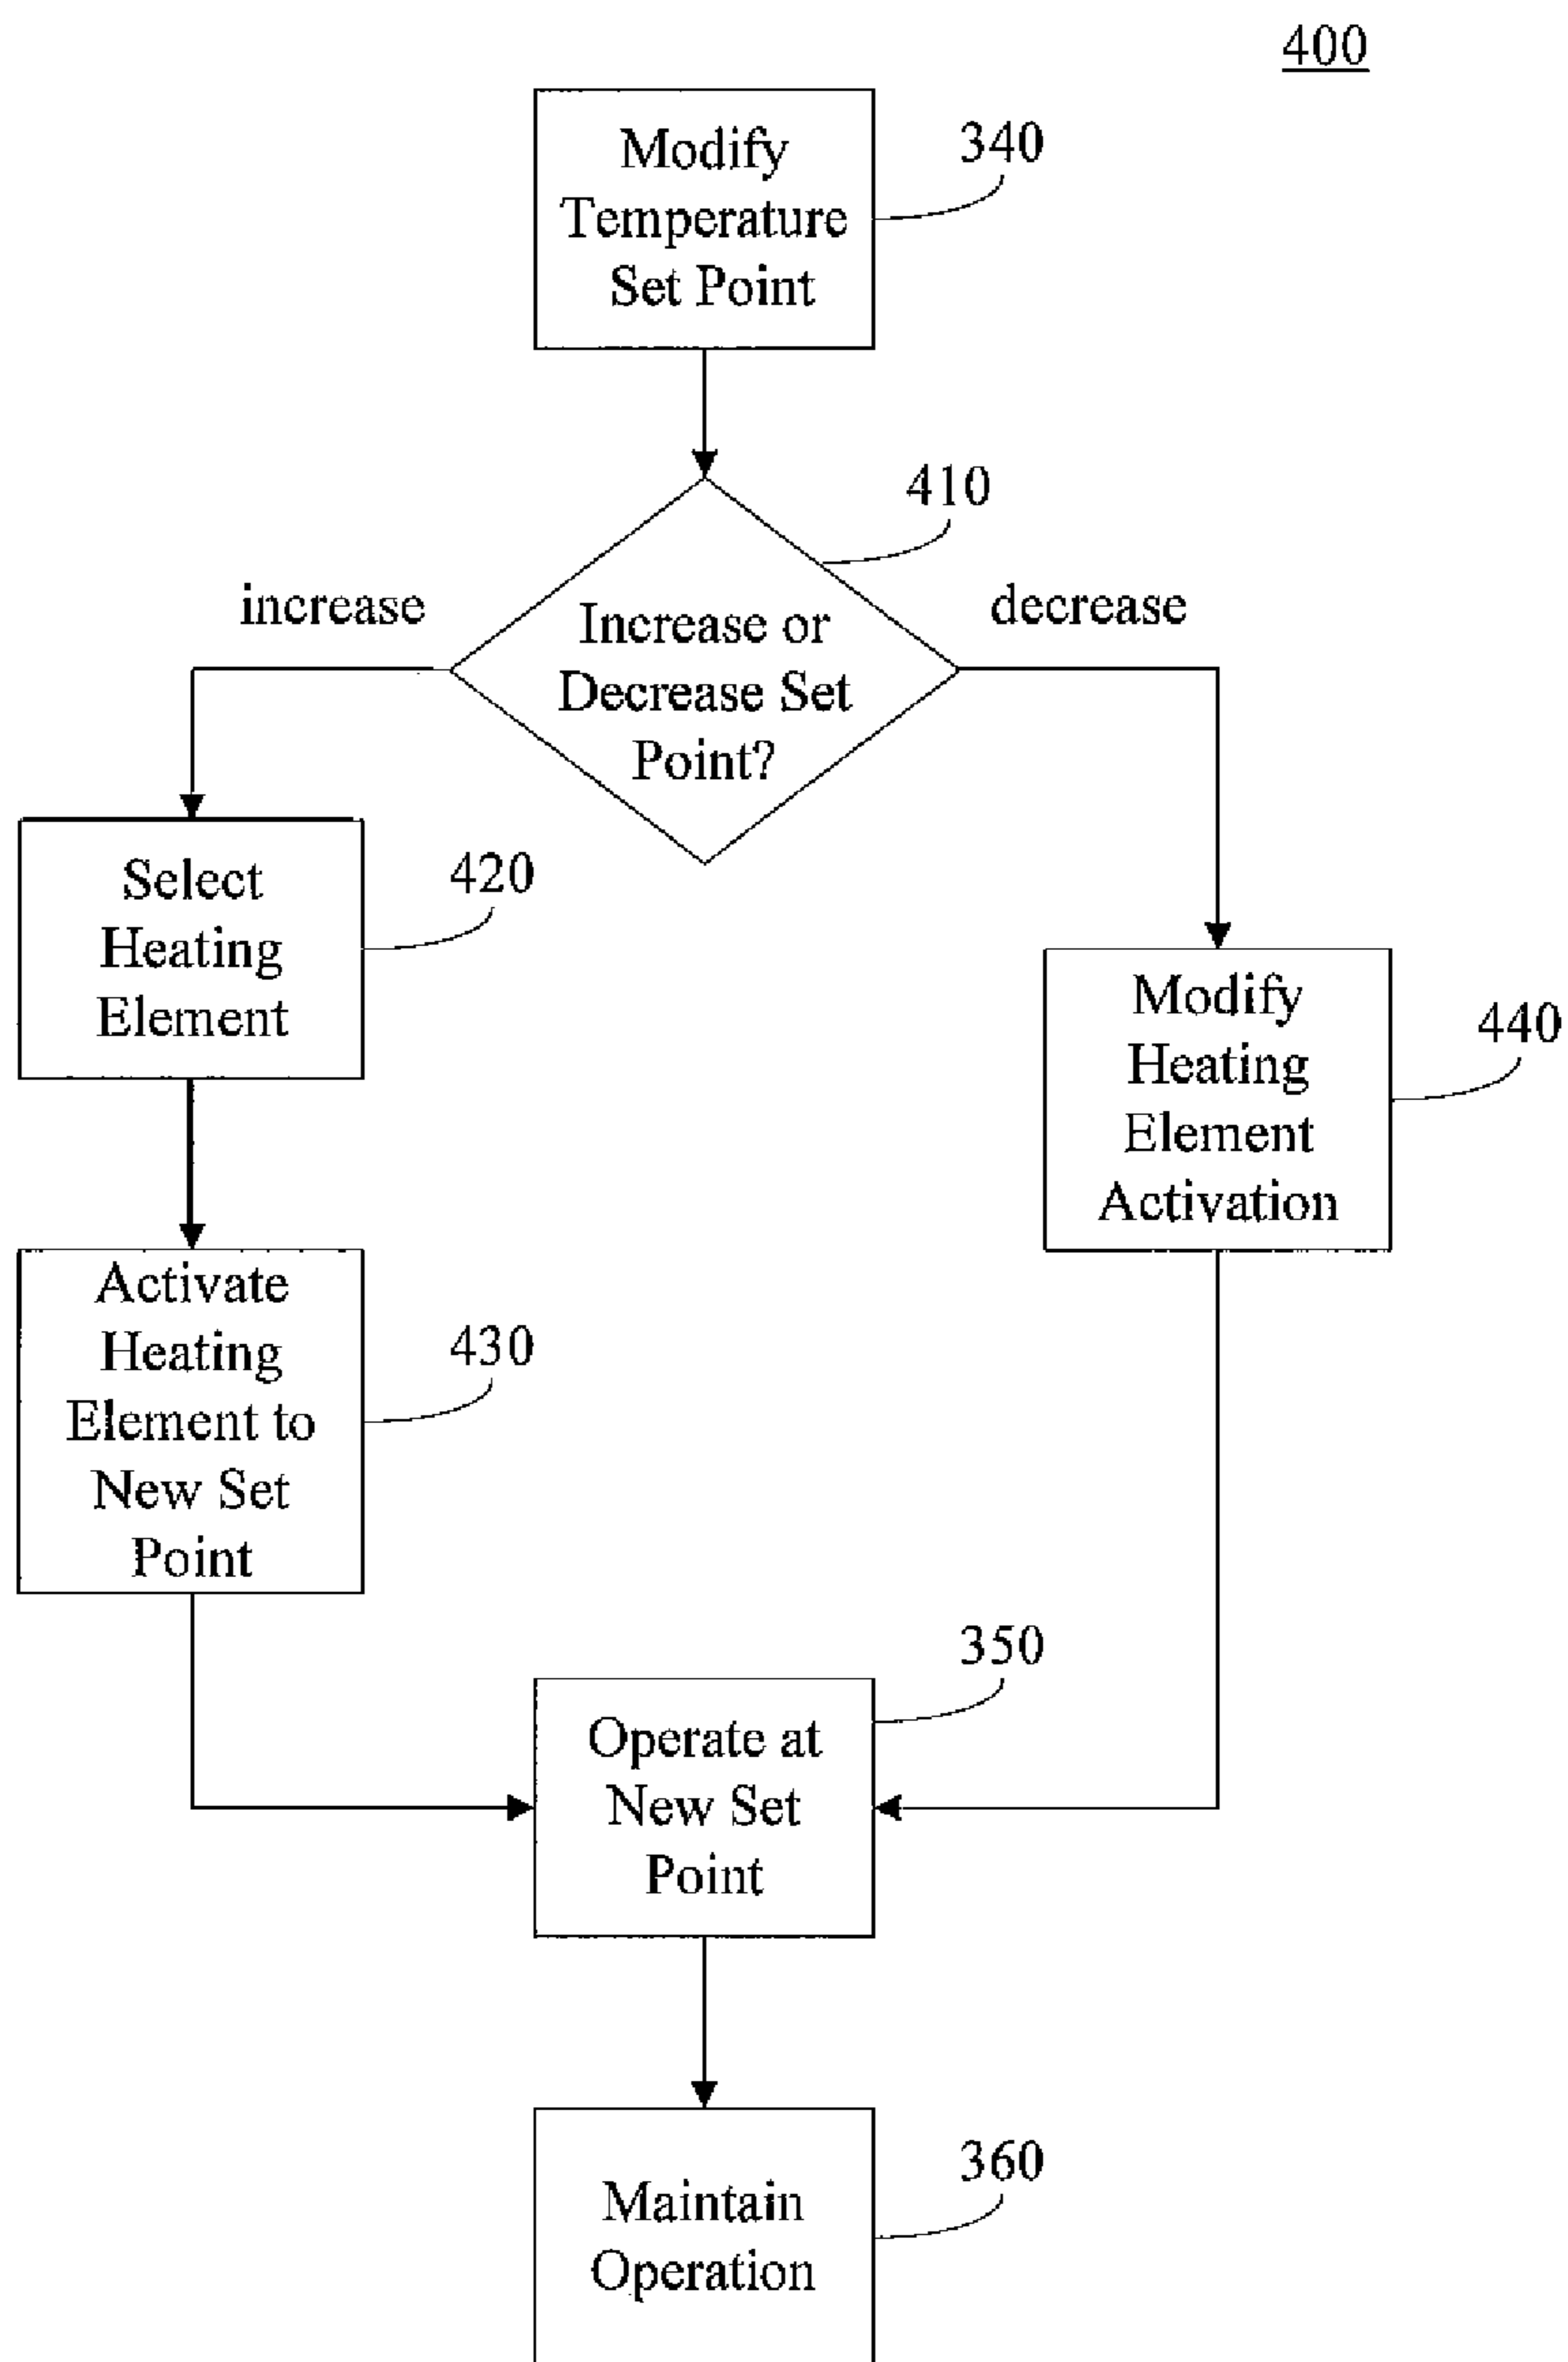 400
Modify
Temperature
Set Point
340
410
increase
Increase or
Decrease Set
Point?
decrease
Select
Heating
Element
420
Modify
Heating
Element
Activation
440
Activate
Heating
Element to
New Set
Point
430
350
Operate at
New Set
Point
Maintain
Operation
360